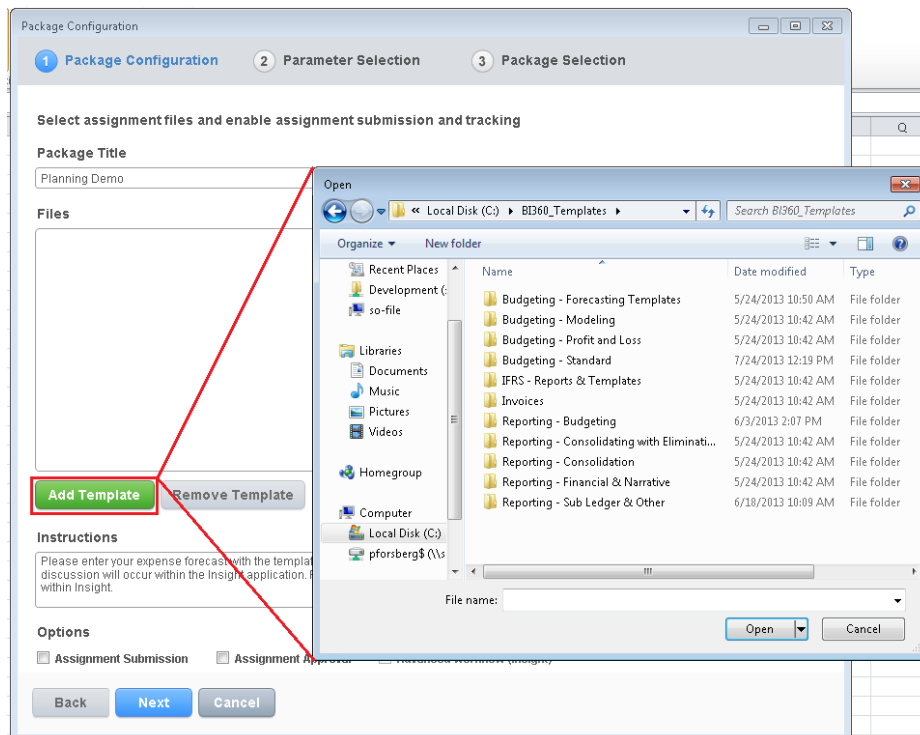 Package Configuration
1 Package Configuration 2 Parameter Selection 3 Package Selection
Q
Select assignment files and enable assignment submission and tracking
Package Title
Planning Demo
Files
Open
« Local Disk (C:) ▸ BI360_Templates ▸ Search BI360_Templates
Organize New folder
Recent Places
Development (
so-file
Libraries
Documents
Music
Pictures
Videos
Homegroup
Computer
Local Disk (C:)
pforsberg$ (\\s
Name Date modified Type
Budgeting - Forecasting Templates 5/24/2013 10:50 AM File folder
Budgeting - Modeling 5/24/2013 10:42 AM File folder
Budgeting - Profit and Loss 5/24/2013 10:42 AM File folder
Budgeting - Standard 7/24/2013 12:19 PM File folder
IFRS - Reports & Templates 5/24/2013 10:42 AM File folder
Invoices 5/24/2013 10:42 AM File folder
Reporting - Budgeting 6/3/2013 2:07 PM File folder
Reporting - Consolidating with Eliminati... 5/24/2013 10:42 AM File folder
Reporting - Consolidation 5/24/2013 10:42 AM File folder
Reporting - Financial & Narrative 5/24/2013 10:42 AM File folder
Reporting - Sub Ledger & Other 6/18/2013 10:09 AM File folder
File name:
Open Cancel
Add Template Remove Template
Instructions
Please enter your expense forecast with the templat
discussion will occur within the Insight application.
within Insight.
Options
Assignment Submission Assignment Approval Advanced Workflow (Insight)
Back Next Cancel